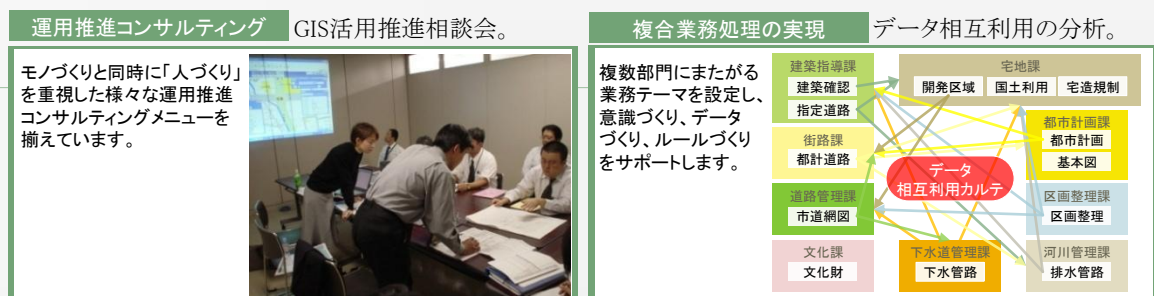 運用推進コンサルティング
GIS活用推進相談会。
モノづくりと同時に「人づくり」
を重視した様々な運用推進
コンサルティングメニューを
揃えています。
複合業務処理の実現
データ相互利用の分析。
複数部門にまたがる
業務テーマを設定し、
意識づくり、データ
づくり、ルールづくり
をサポートします。
建築指導課
建築確認
指定道路
宅地課
開発区域
国土利用
宅造規制
街路課
都計道路
都市計画課
都市計画
基本図
データ
相互利用カルテ
道路管理課
市道網図
区画整理課
区画整理
文化課
文化財
下水道管理課
下水管路
河川管理課
排水管路